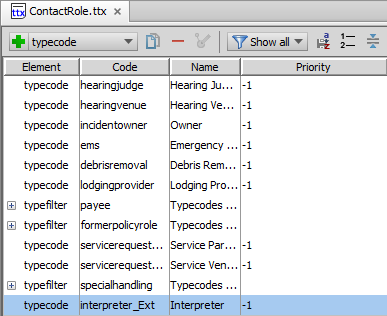 ContactRole.ttx
typecode Show all
Element Code Name Priority
typecode hearingjudge Hearing Ju... -1
typecode hearingvenue Hearing Ve... -1
typecode incidentowner Owner -1
typecode ems Emergency ... -1
typecode debrisremoval Debris Rem... -1
typecode lodgingprovider Lodging Pro... -1
typefilter payee Typecodes ...
typefilter formerpolicyrole Typecodes ...
typecode servicerequest... Service Par... -1
typecode servicerequest... Service Ven... -1
typefilter specialhandling Typecodes ...
typecode interpreter_Ext Interpreter -1